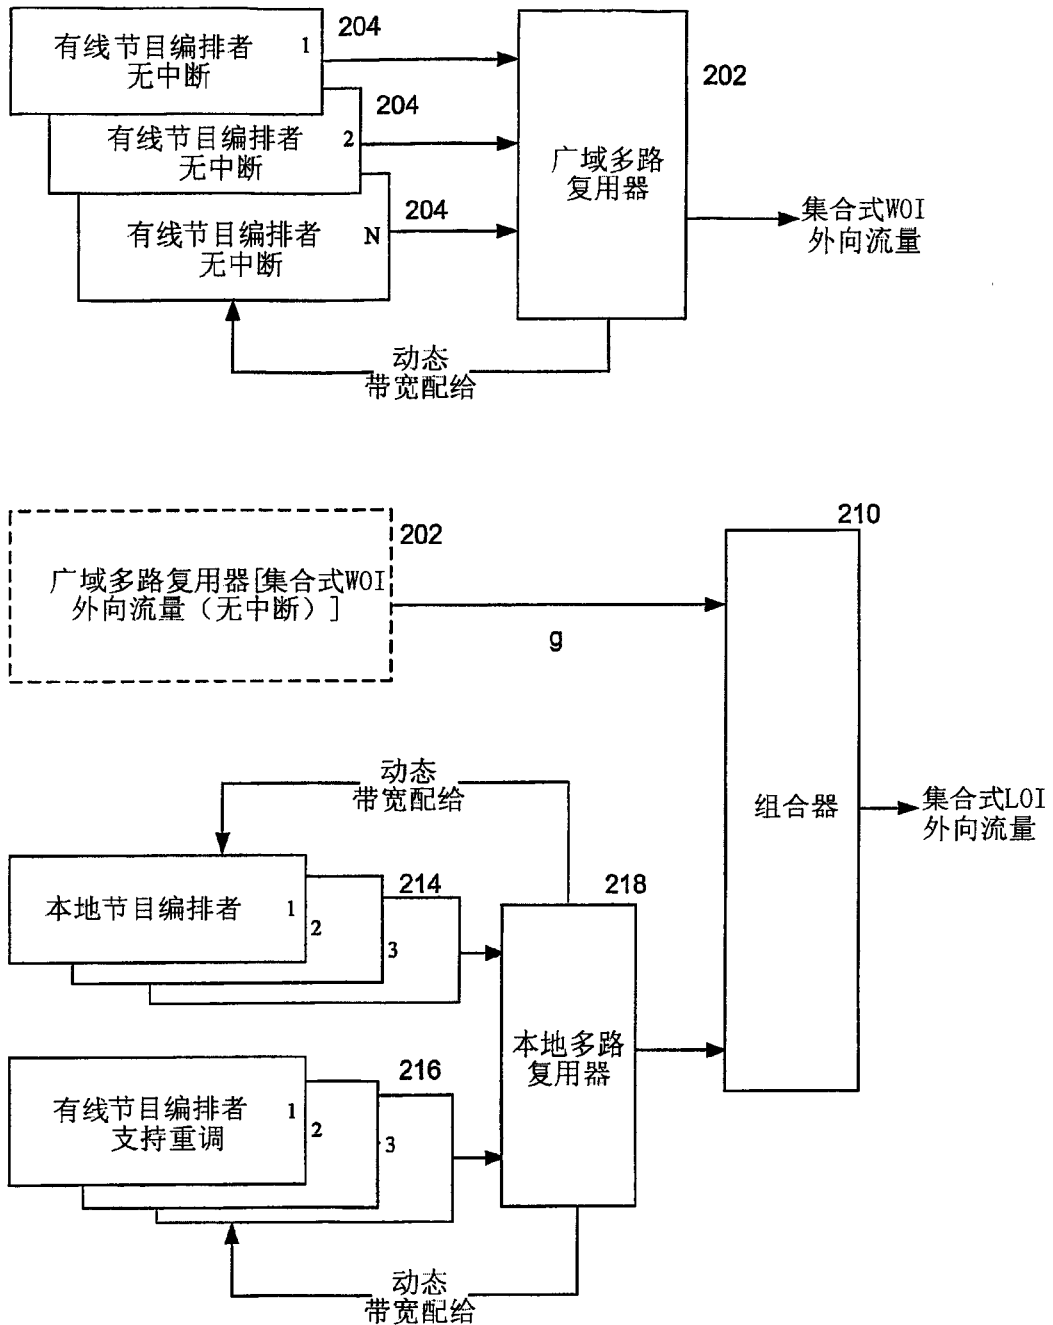 有线节目编排者 1
无中断
204
有线节目编排者 2
无中断
204
有线节目编排者 N
无中断
204
广域多路
复用器
202
集合式WOI
外向流量
动态
带宽配给
广域多路复用器[集合式WOI
外向流量（无中断）]
202
g
210
组合器
集合式LOI
外向流量
动态
带宽配给
本地节目编排者 1
2
3
214
218
本地多路
复用器
有线节目编排者 1
支持重调
2
3
216
动态
带宽配给